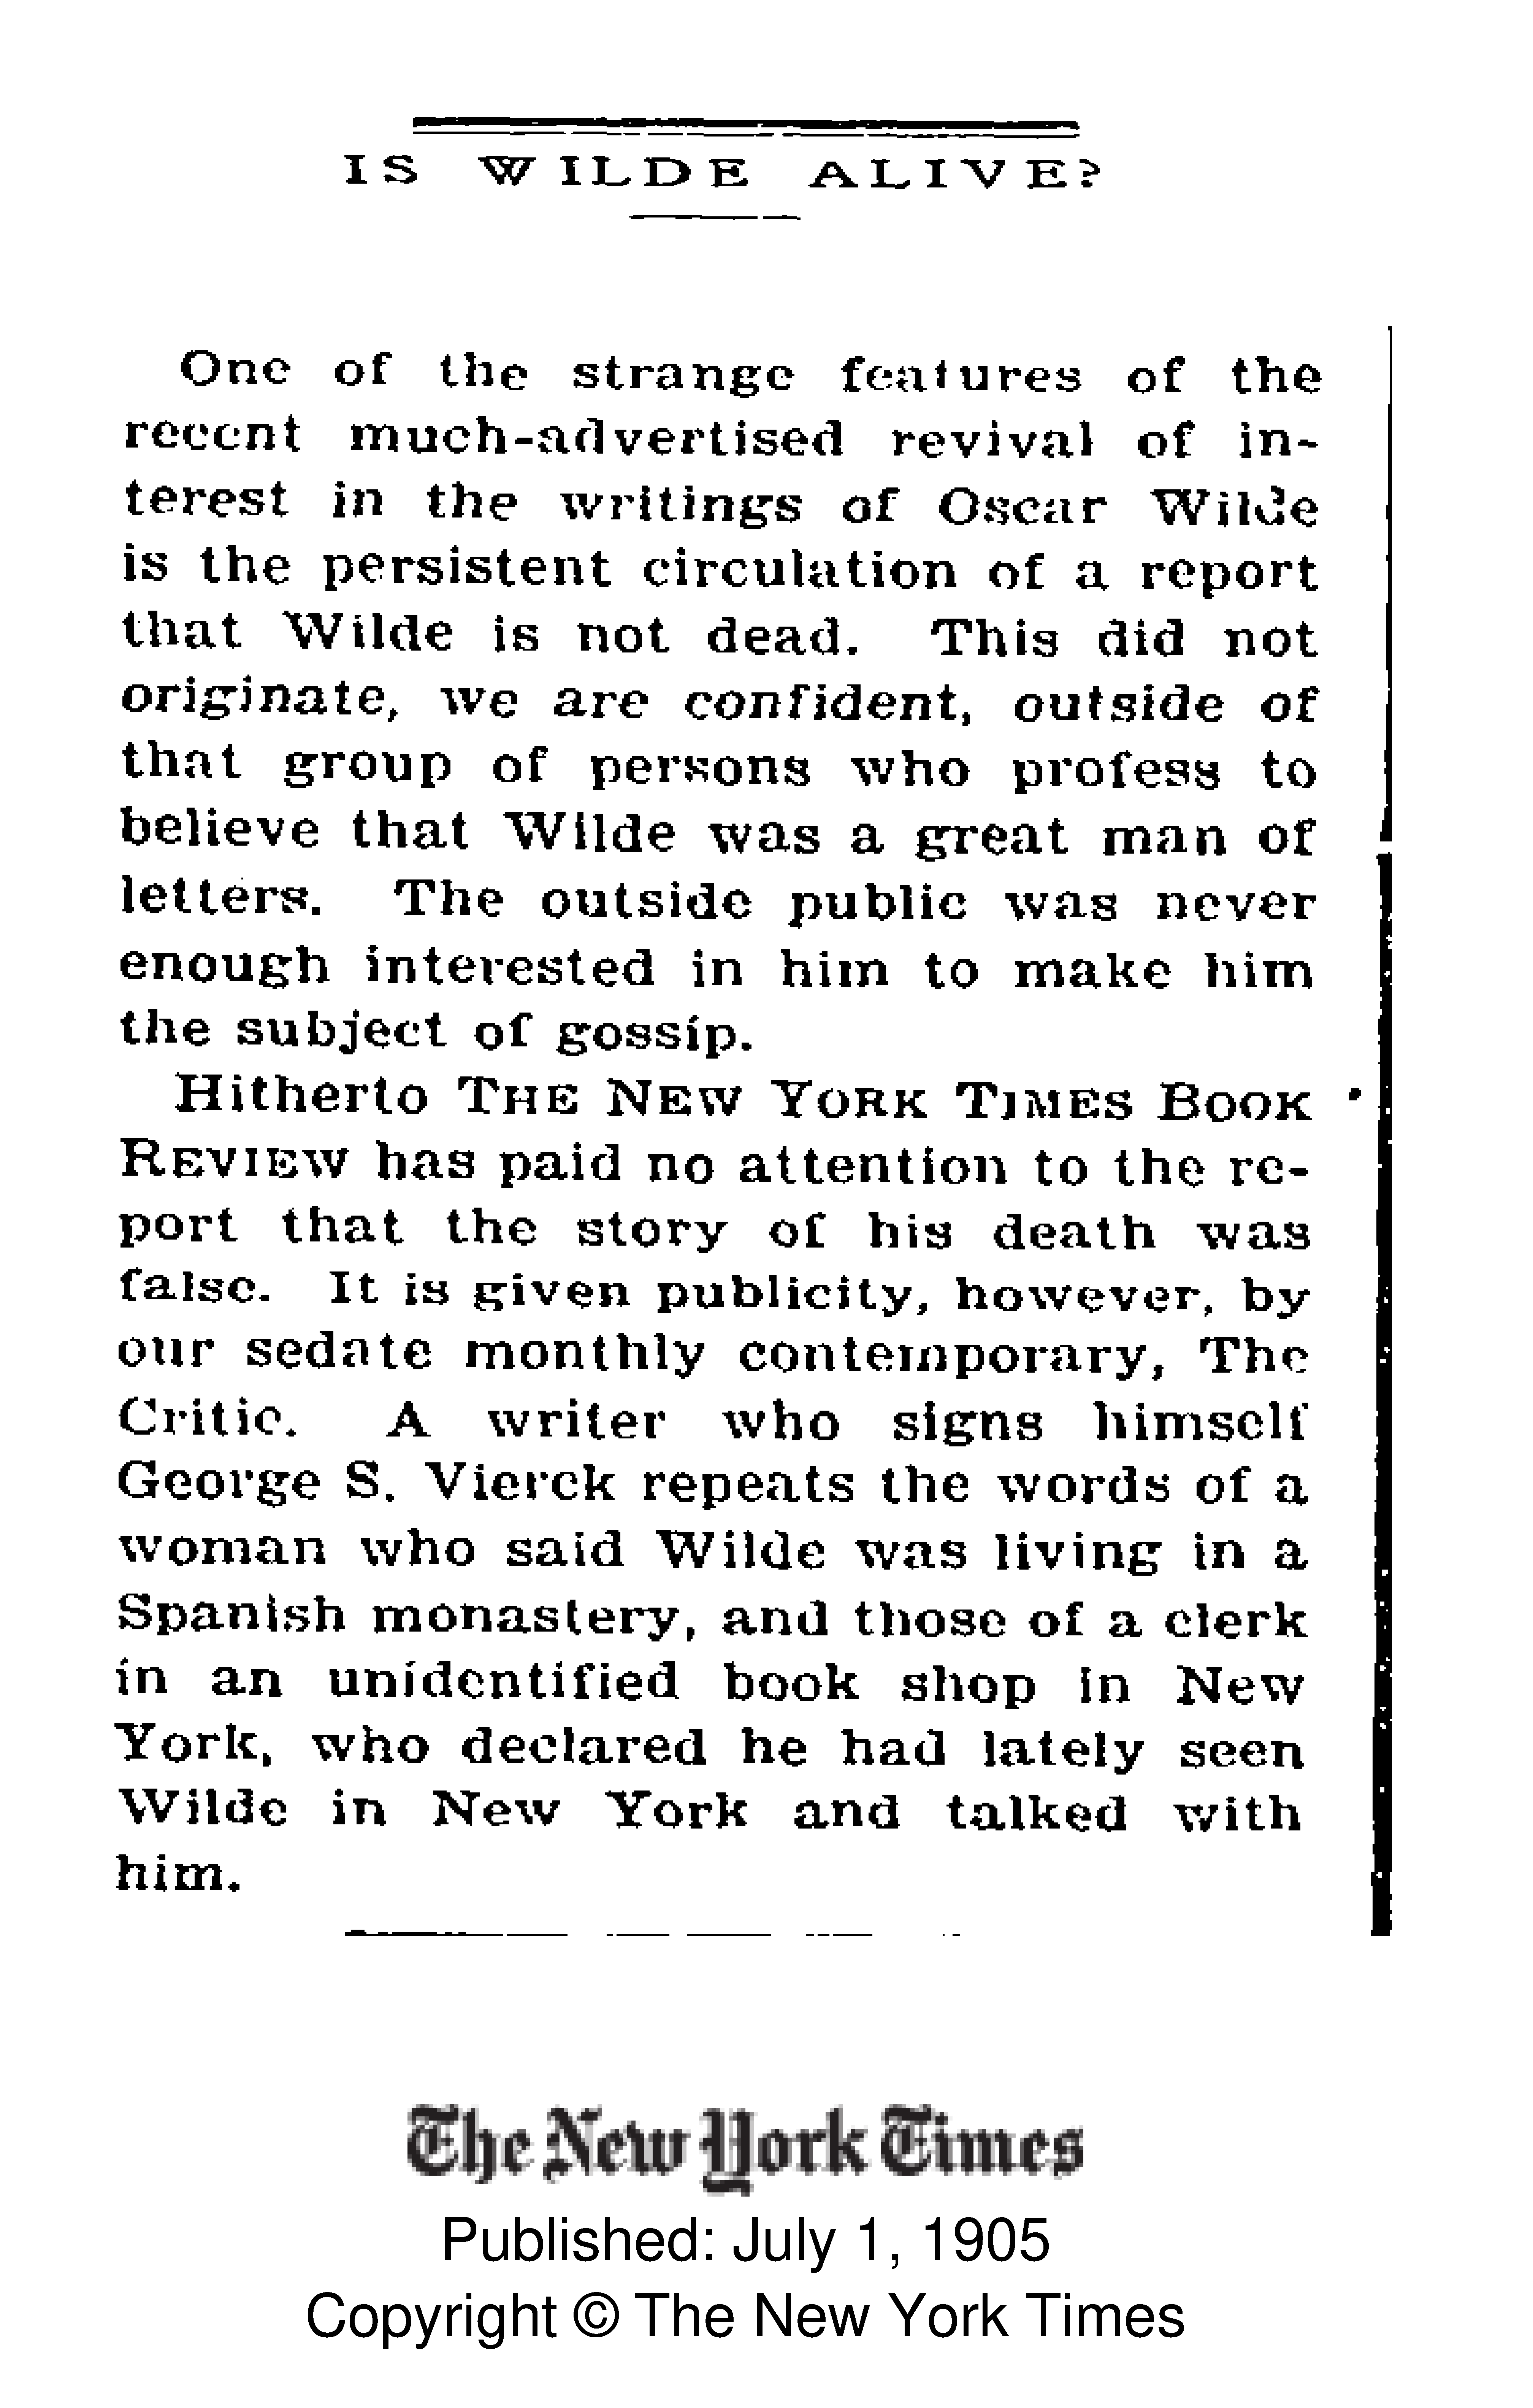 IS WILDE ALIVE?
One of the strange features of the
recent much-advertised revival of in-
terest in the writings of Oscar Wilde
is the persistent circulation of a report
that Wilde is not dead. This did not
originate, we are confident, outside of
that group of persons who profess to
believe that Wilde was a great man of
letters. The outside public was never
enough interested in him to make him
the subject of gossip.
Hitherto THE NEW YORK TIMES BOOK
REVIEW has paid no attention to the re-
port that the story of his death was
false. It is given publicity, however, by
our sedate monthly contemporary, The
Critic. A writer who signs himself
George S. Vierck repeats the words of a
woman who said Wilde was living in a
Spanish monastery, and those of a clerk
in an unidentified book shop in New
York, who declared he had lately seen
Wilde in New York and talked with
him.
The New York Times
Published: July 1, 1905
Copyright © The New York Times